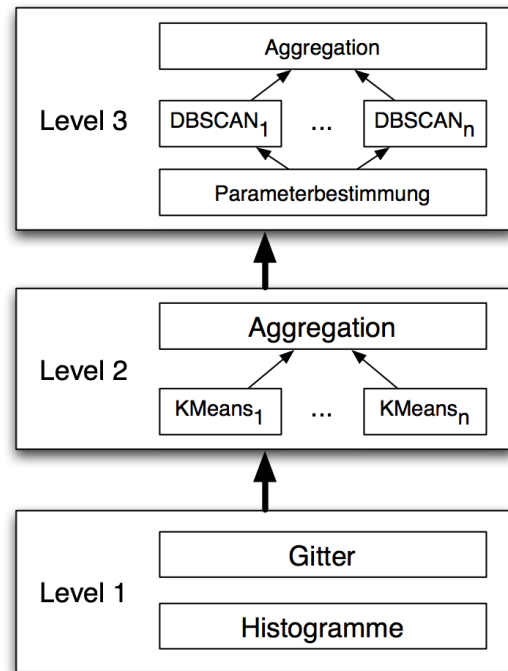 Level 3
Aggregation
DBSCAN1 ... DBSCANn
Parameterbestimmung
Level 2
Aggregation
KMeans1 ... KMeansn
Level 1
Gitter
Histogramme